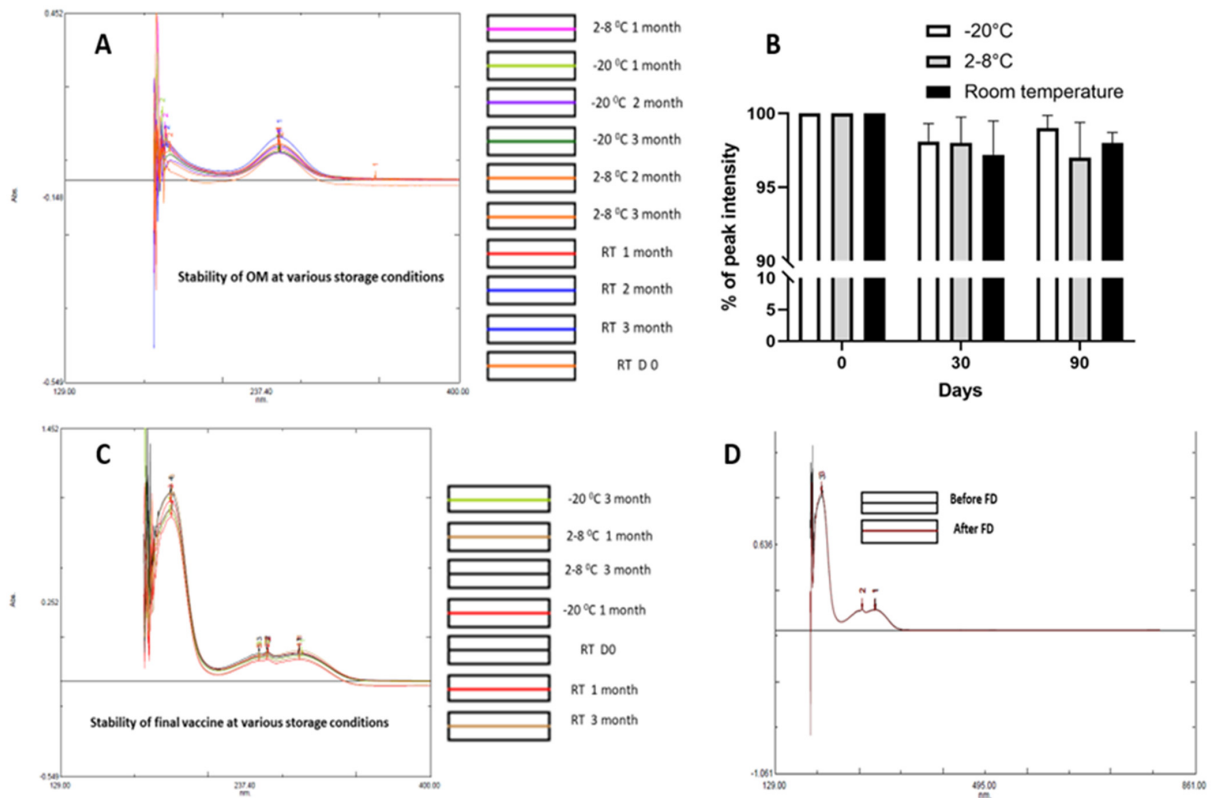 A
0.452
Abs.
-0.148
-0.549
129.00
237.40
nm.
400.00
Stability of OM at various storage conditions
2-8 ⁰C 1 month
-20 ⁰C 1 month
-20 ⁰C 2 month
-20 ⁰C 3 month
2-8 ⁰C 2 month
2-8 ⁰C 3 month
RT 1 month
RT 2 month
RT 3 month
RT D 0
B
-20°C
2-8°C
Room temperature
% of peak intensity
100
95
90
10
5
0
0
30
90
Days
C
1.452
Abs.
0.252
-0.549
129.00
237.40
nm.
400.00
Stability of final vaccine at various storage conditions
-20 ⁰C 3 month
2-8 ⁰C 1 month
2-8 ⁰C 3 month
-20 ⁰C 1 month
RT D0
RT 1 month
RT 3 month
D
Before FD
After FD
2
1
0.636
-1.061
129.00
495.00
nm.
861.00